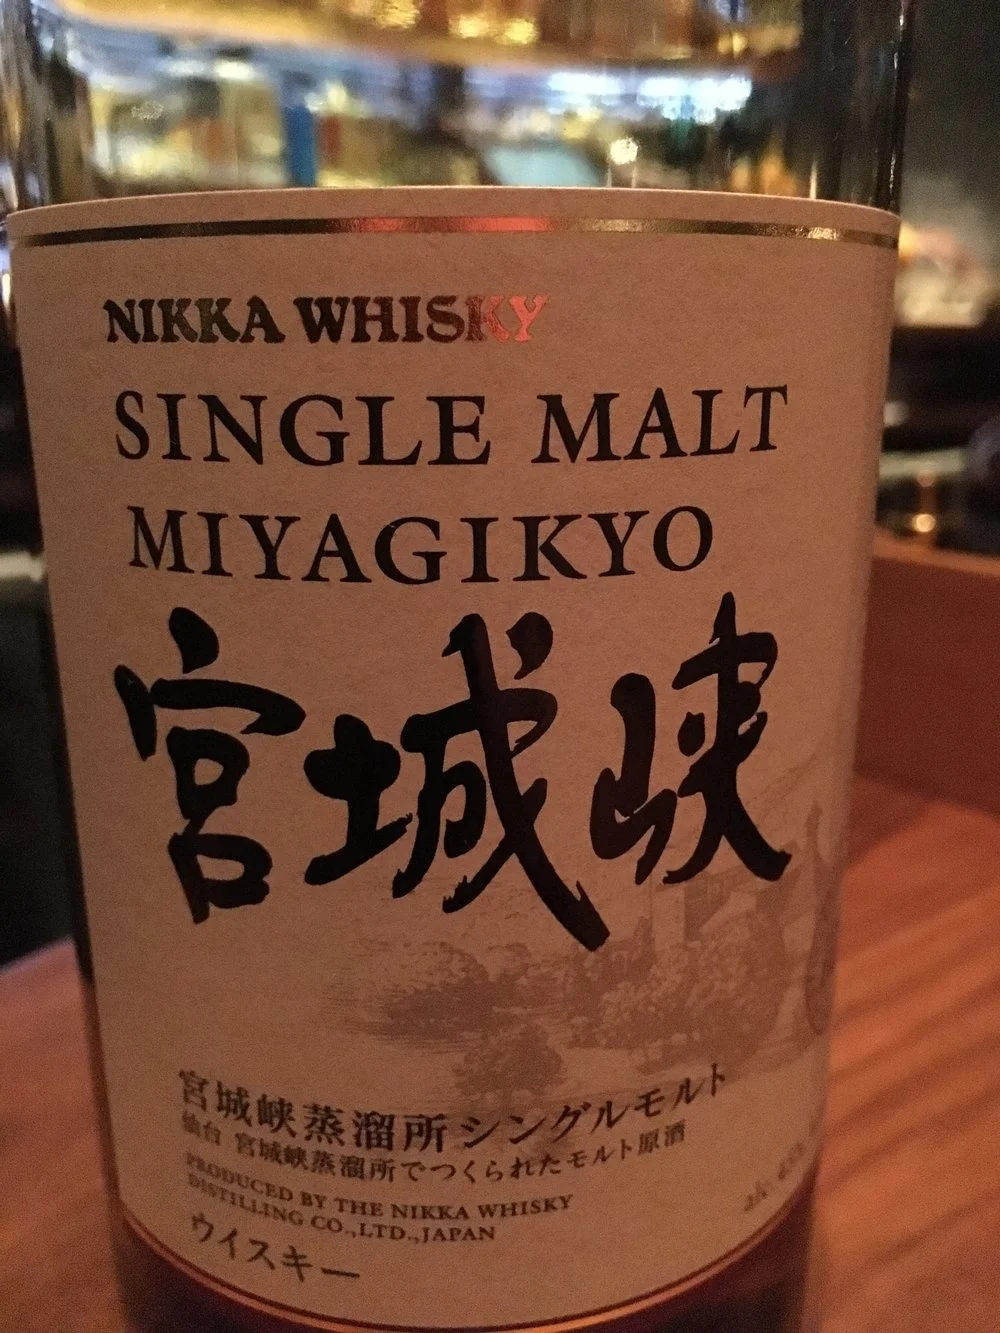 NIKKA WHISKY
SINGLE MALT
MIYAGIKYO
宮城峡
宮城峡蒸溜所シングルモルト
仙台 宮城峡蒸溜所でつくられたモルト原酒
PRODUCED BY THE NIKKA WHISKY
DISTILLING CO.,LTD.,JAPAN
ウイスキー
alc.